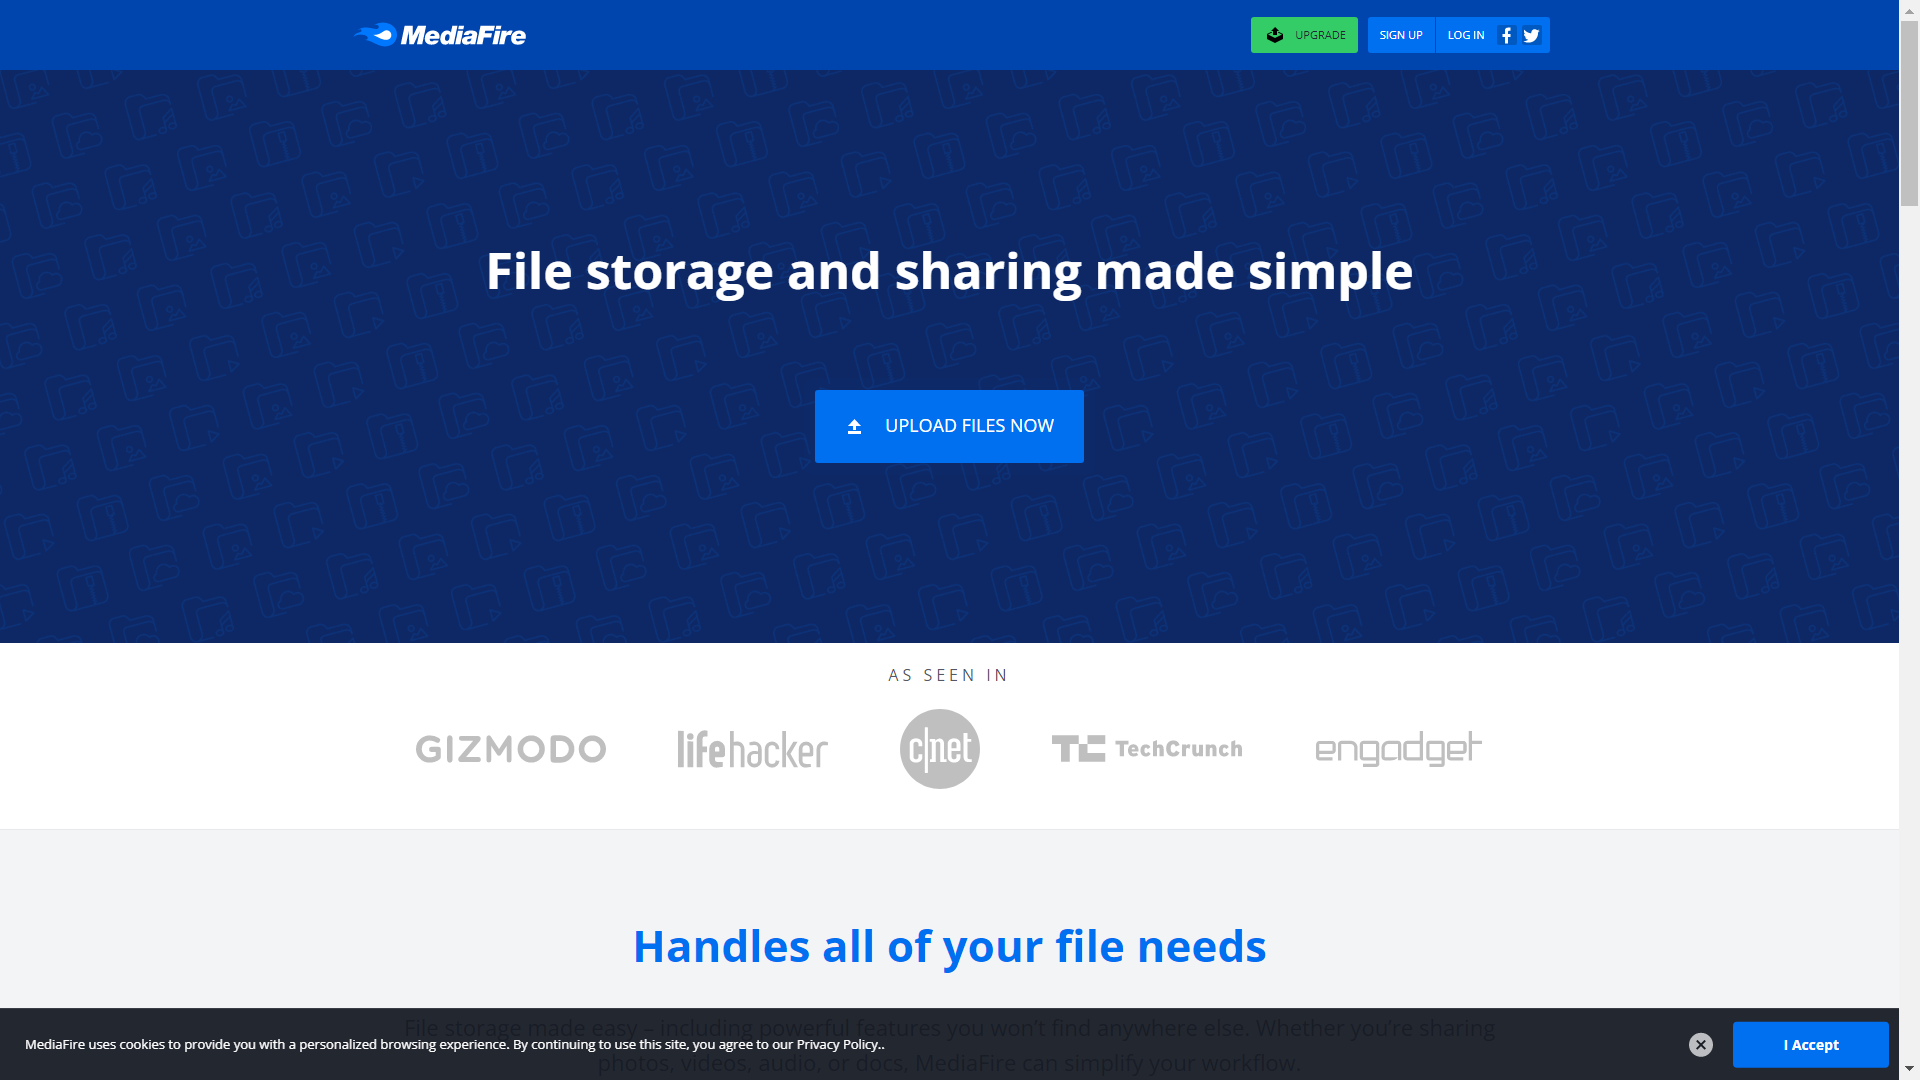 MediaFire
UPGRADE
SIGN UP
LOG IN
File storage and sharing made simple
UPLOAD FILES NOW
AS SEEN IN
GIZMODO
lifehacker
c|net
TC TechCrunch
engadget
Handles all of your file needs
File storage made easy – including powerful features you won't find anywhere else. Whether you're sharing
photos, videos, audio, or docs, MediaFire can simplify your workflow.
MediaFire uses cookies to provide you with a personalized browsing experience. By continuing to use this site, you agree to our Privacy Policy..
I Accept